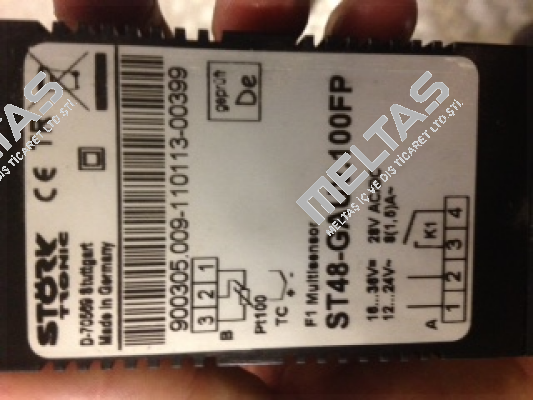 STÖRK
TRONIC
D-70569 Stuttgart
Made in Germany
CE
900305.009-110113-00399
geprüft
De
3 2 1
B
Pt100
TC
+
-
F1 Multisensor
ST48-
100FP
28V AC
12...24V~
K1
A
1 2 3 4
MELTAS
MELTAS İÇ VE DIŞ TİCARET LTD ŞTİ.